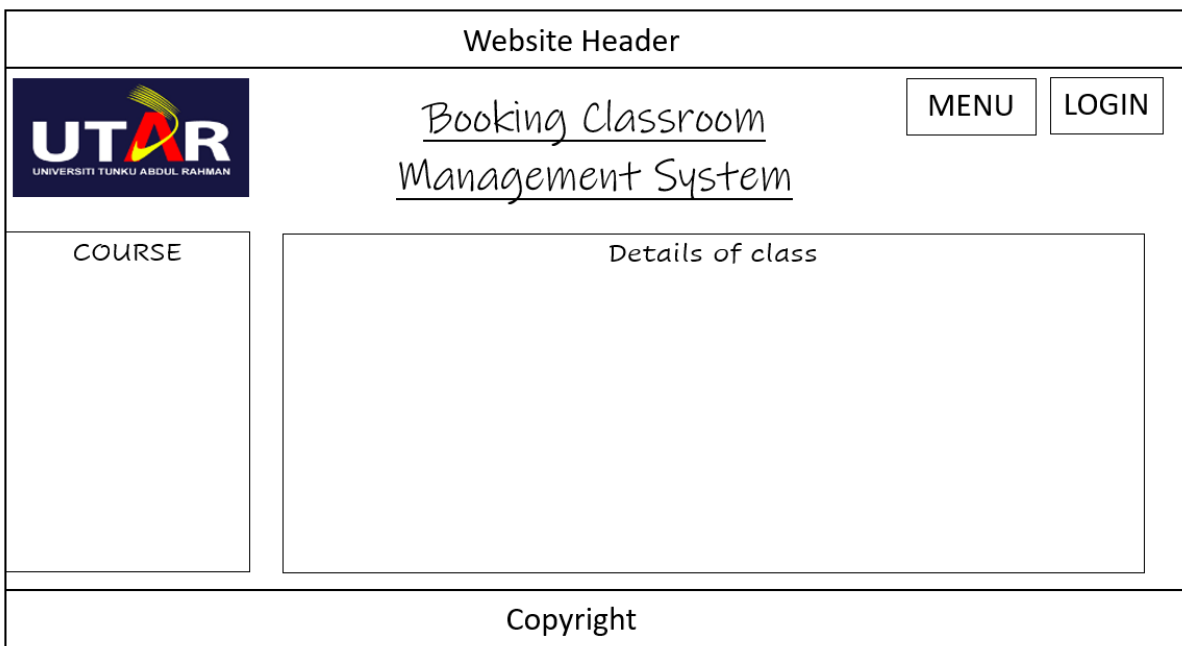 Website Header
UTAR
UNIVERSITI TUNKU ABDUL RAHMAN
Booking Classroom
Management System
MENU
LOGIN
COURSE
Details of class
Copyright